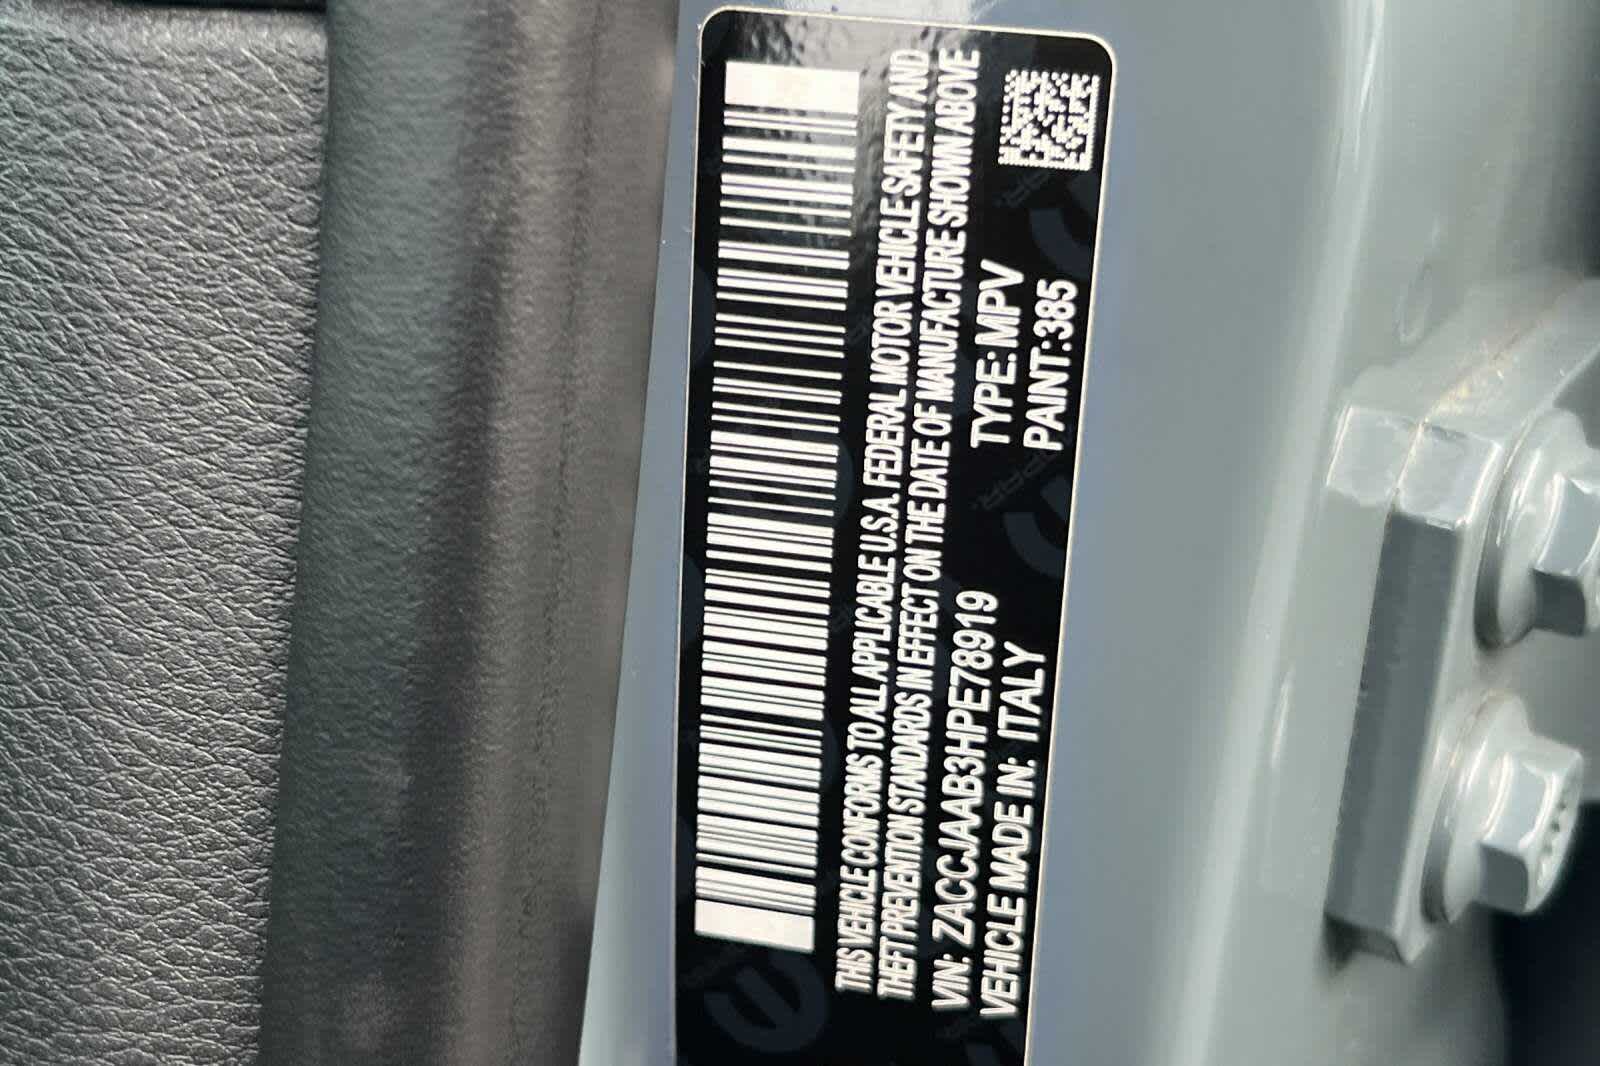 THIS VEHICLE CONFORMS TO ALL APPLICABLE U.S.A. FEDERAL MOTOR VEHICLE SAFETY AND
THEFT PREVENTION STANDARDS IN EFFECT ON THE DATE OF MANUFACTURE SHOWN ABOVE
VIN: ZACCJAAB3HPE78919 TYPE: MPV
VEHICLE MADE IN: ITALY PAINT:385